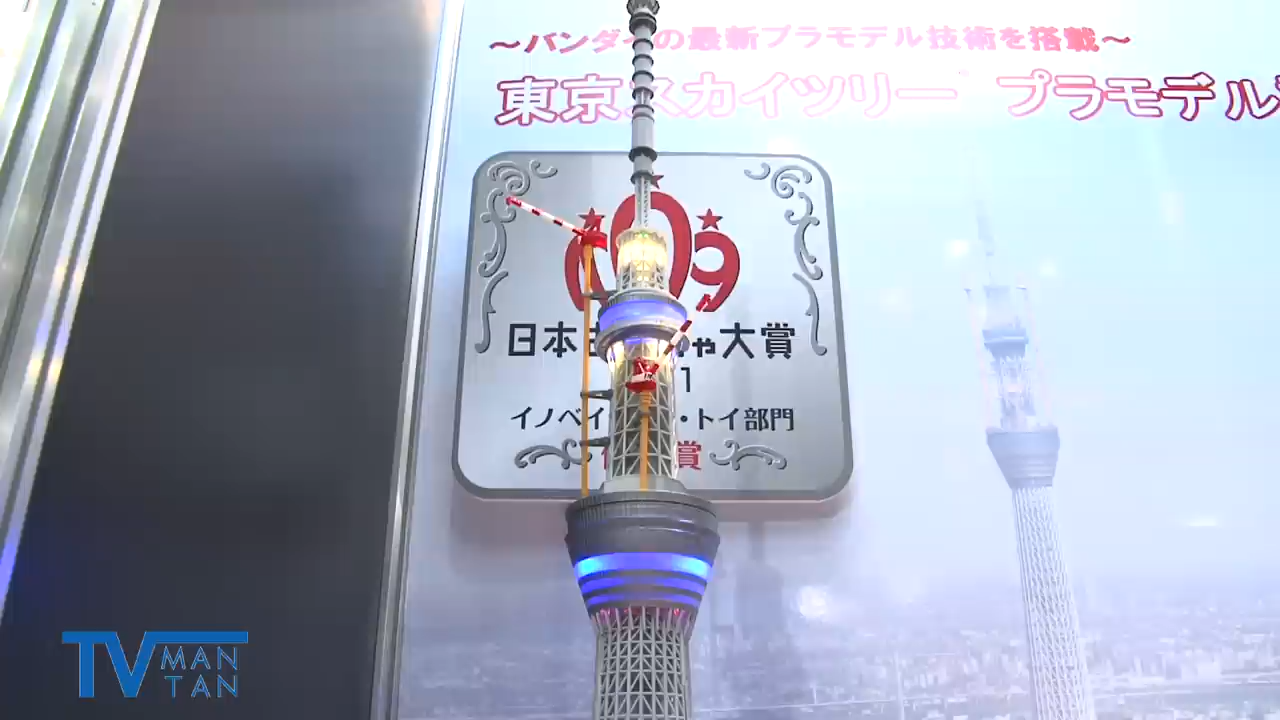 ~バンダイの最新プラモデル技術を搭載~
東京スカイツリー プラモデル
日本お ゃ大賞
1
イノベイ ・トイ部門
賞
TV MAN TAN